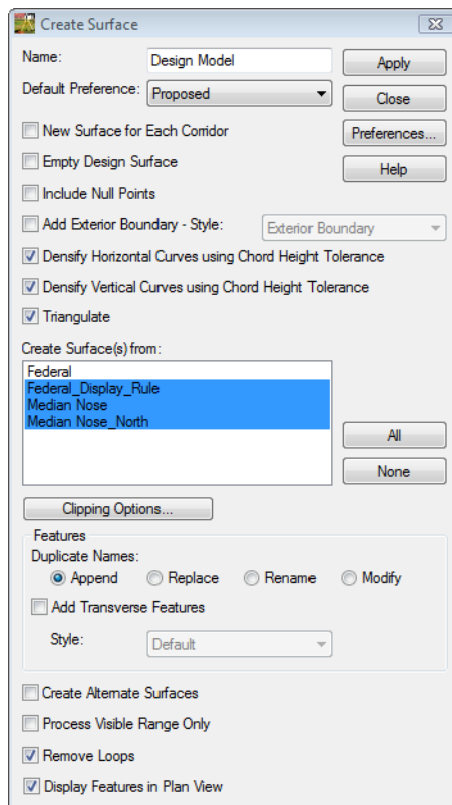 Create Surface
Name: Design Model Apply
Default Preference: Proposed Close
New Surface for Each Corridor Preferences...
Empty Design Surface Help
Include Null Points
Add Exterior Boundary - Style: Exterior Boundary
Densify Horizontal Curves using Chord Height Tolerance
Densify Vertical Curves using Chord Height Tolerance
Triangulate
Create Surface(s) from:
Federal
Federal_Display_Rule
Median Nose
Median Nose_North
All
None
Clipping Options...
Features
Duplicate Names:
Append Replace Rename Modify
Add Transverse Features
Style: Default
Create Alternate Surfaces
Process Visible Range Only
Remove Loops
Display Features in Plan View